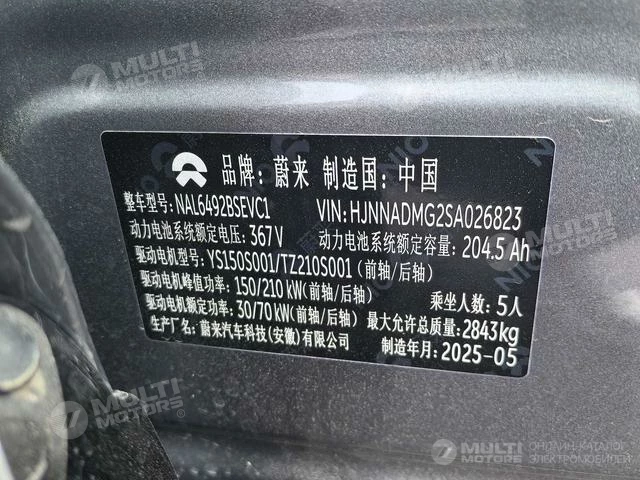 MULTI
MOTORS
MULTI
MOTORS
品牌: 蔚来 制造国: 中国
整车型号: NAL6492BSEVC1 VIN: HJNNADMG2SA026823
动力电池系统额定电压: 367V 动力电池系统额定容量: 204.5 Ah
驱动电机型号: YS150S001/TZ210S001 (前轴/后轴)
驱动电机峰值功率: 150/210 kW(前轴/后轴) 乘坐人数: 5人
驱动电机额定功率: 30/70 kW(前轴/后轴) 最大允许总质量: 2843kg
生产厂名: 蔚来汽车科技(安徽)有限公司 制造年月: 2025-05
MULTI
MOTORS
MULTI
MOTORS
ОНЛАЙН-КАТАЛОГ
ЭЛЕКТРОМОБИЛЕЙ